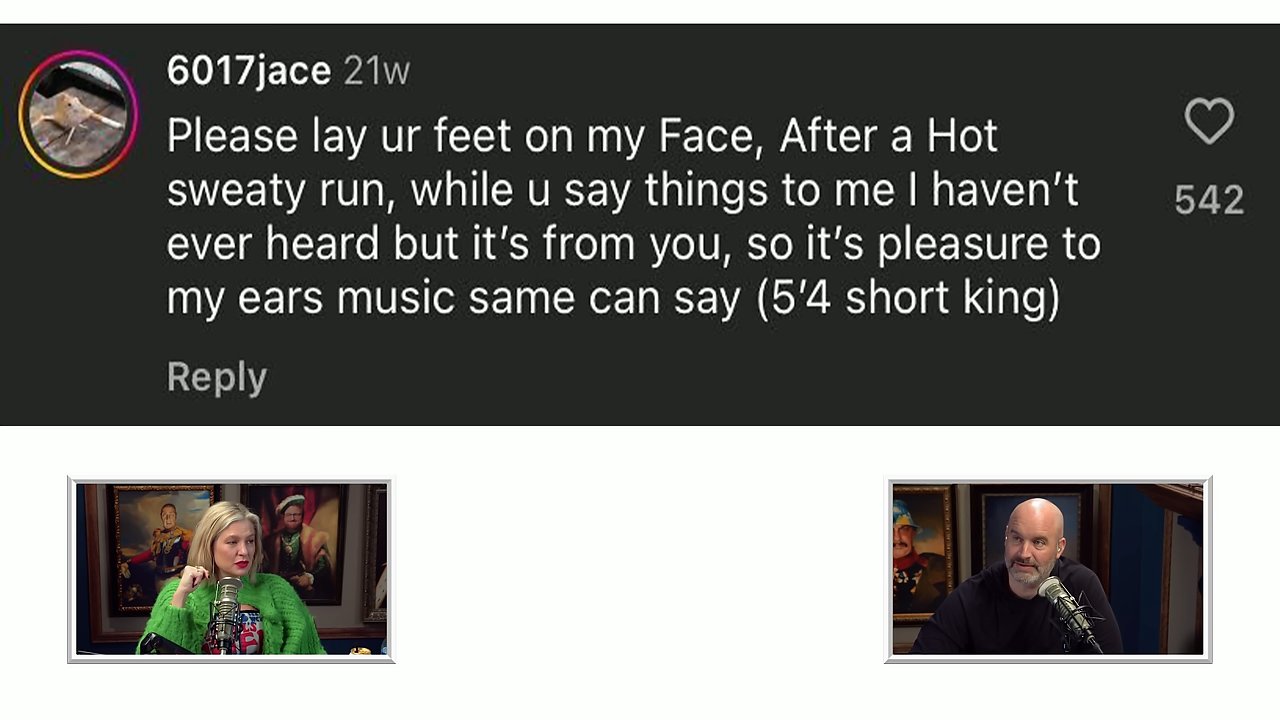 6017jace 21w
Please lay ur feet on my Face, After a Hot
sweaty run, while u say things to me I haven't
ever heard but it's from you, so it's pleasure to
my ears music same can say (5'4 short king)
542
Reply